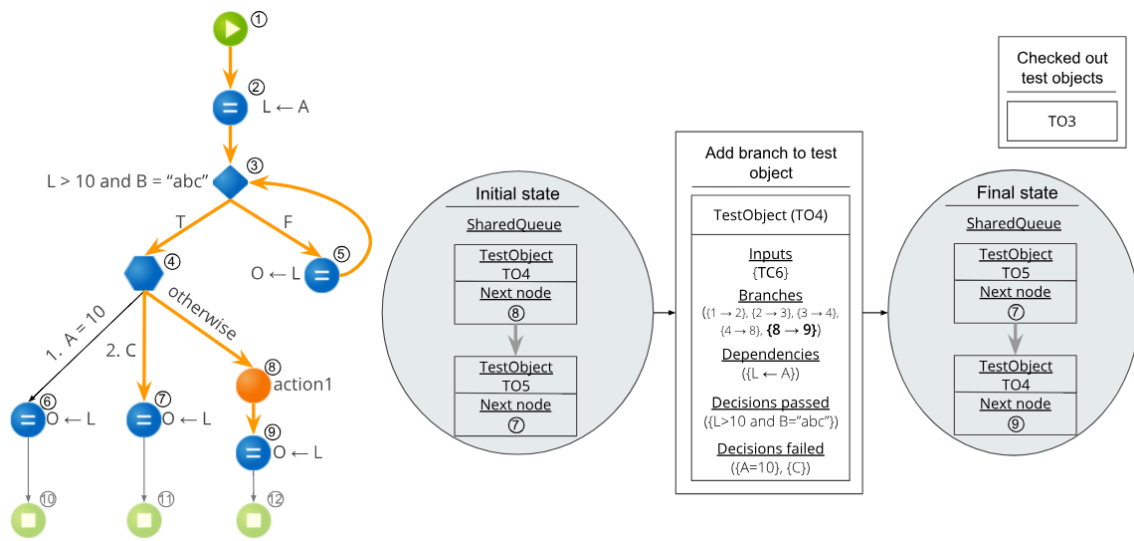 ①
②
L ← A
③
L > 10 and B = “abc”
T
F
④
⑤
O ← L
1. A = 10
2. C
otherwise
⑧
action1
⑥
O ← L
⑦
O ← L
⑨
O ← L
⑩
⑪
⑫
Initial state
SharedQueue
TestObject
TO4
Next node
⑧
TestObject
TO5
Next node
⑦
Add branch to test
object
TestObject (TO4)
Inputs
{TC6}
Branches
({1 → 2}, {2 → 3}, {3 → 4},
{4 → 8}, {8 → 9})
Dependencies
({L ← A})
Decisions passed
({L>10 and B=“abc”})
Decisions failed
({A=10}, {C})
Checked out
test objects
TO3
Final state
SharedQueue
TestObject
TO5
Next node
⑦
TestObject
TO4
Next node
⑨